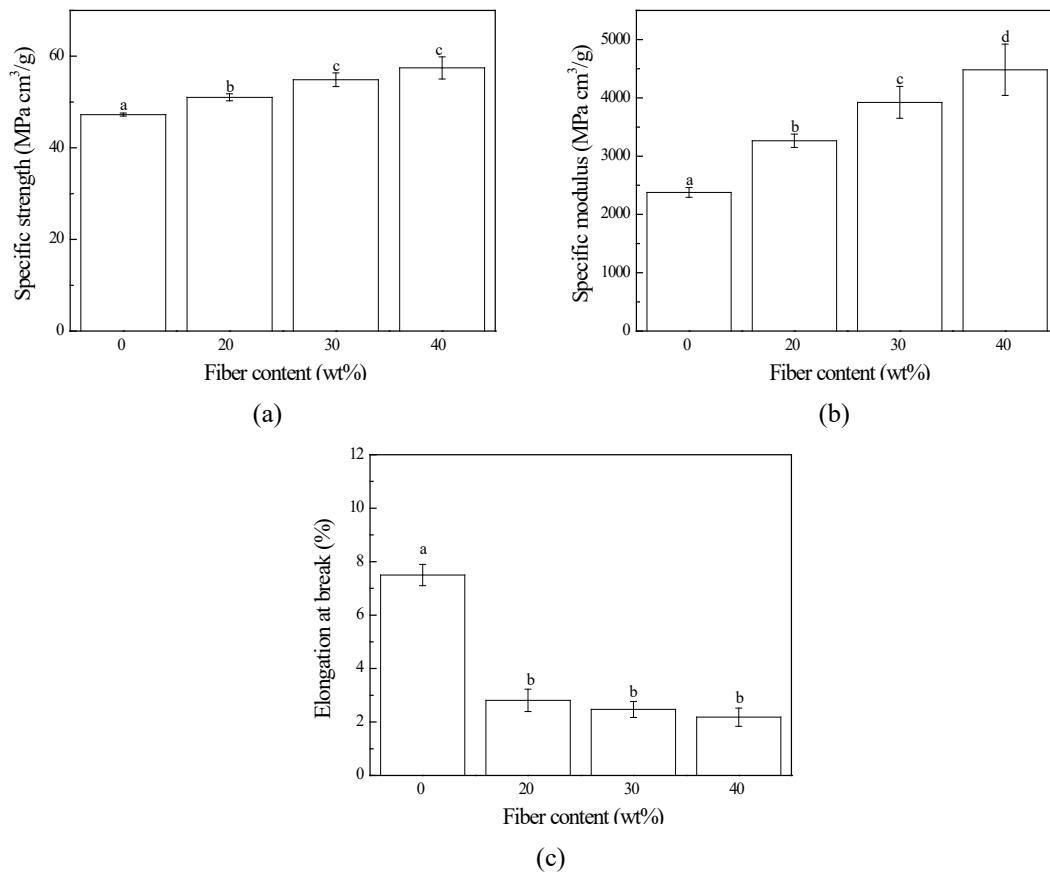 Specific strength (MPa cm³/g)
60
40
20
0
a
b
c
c
0 20 30 40
Fiber content (wt%)
(a)
Specific modulus (MPa cm³/g)
5000
4000
3000
2000
1000
0
a
b
c
d
0 20 30 40
Fiber content (wt%)
(b)
Elongation at break (%)
12
10
8
6
4
2
0
a
b
b
b
0 20 30 40
Fiber content (wt%)
(c)